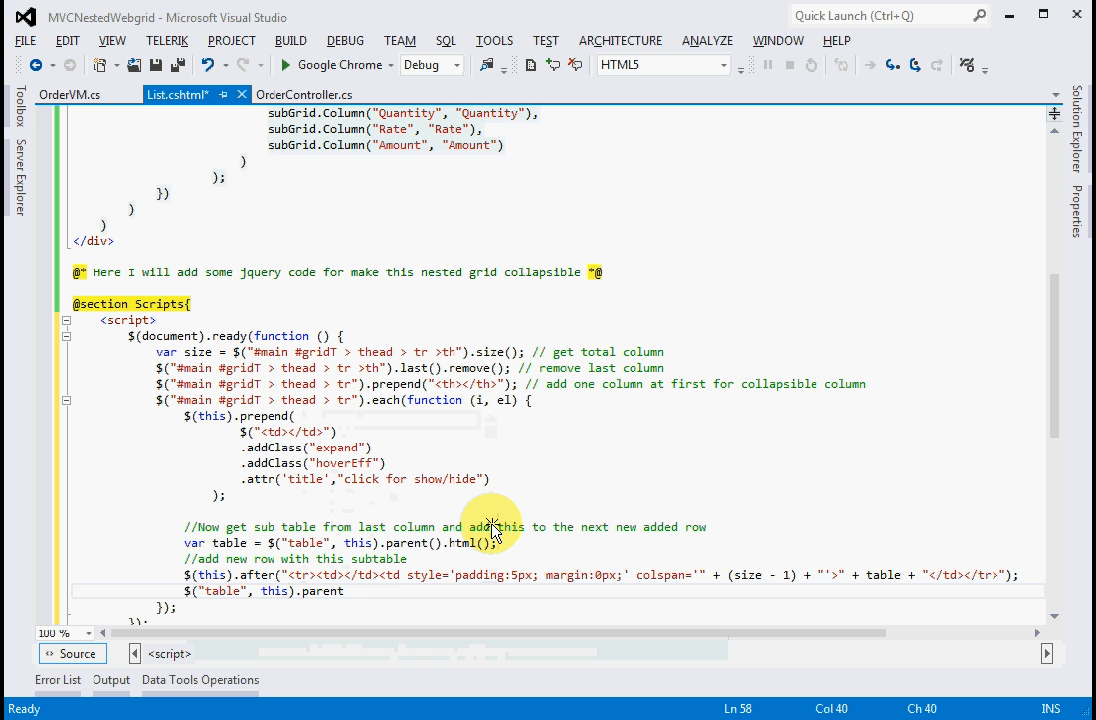 MVCNestedWebgrid - Microsoft Visual Studio
Quick Launch (Ctrl+Q)
FILE EDIT VIEW TELERIK PROJECT BUILD DEBUG TEAM SQL TOOLS TEST ARCHITECTURE ANALYZE WINDOW HELP
Google Chrome Debug HTML5
Toolbox
Server Explorer
OrderVM.cs List.cshtml* OrderController.cs
Solution Explorer
Properties
subGrid.Column("Quantity", "Quantity"),
subGrid.Column("Rate", "Rate"),
subGrid.Column("Amount", "Amount")
)
);
})
)
)
</div>
@* Here I will add some jquery code for make this nested grid collapsible *@
@section Scripts{
<script>
$(document).ready(function () {
var size = $("#main #gridT > thead > tr >th").size(); // get total column
$("#main #gridT > thead > tr >th").last().remove(); // remove last column
$("#main #gridT > thead > tr").prepend("<th></th>"); // add one column at first for collapsible column
$("#main #gridT > thead > tr").each(function (i, el) {
$(this).prepend(
$("<td></td>")
.addClass("expand")
.addClass("hoverEff")
.attr('title',"click for show/hide")
);
//Now get sub table from last column and add this to the next new added row
var table = $("table", this).parent().html();
//add new row with this subtable
$(this).after("<tr><td></td><td style='padding:5px; margin:0px;' colspan='" + (size - 1) + "'>" + table + "</td></tr>");
$("table", this).parent
});
});
100 %
Source <script>
Error List Output Data Tools Operations
Ready Ln 58 Col 40 Ch 40 INS